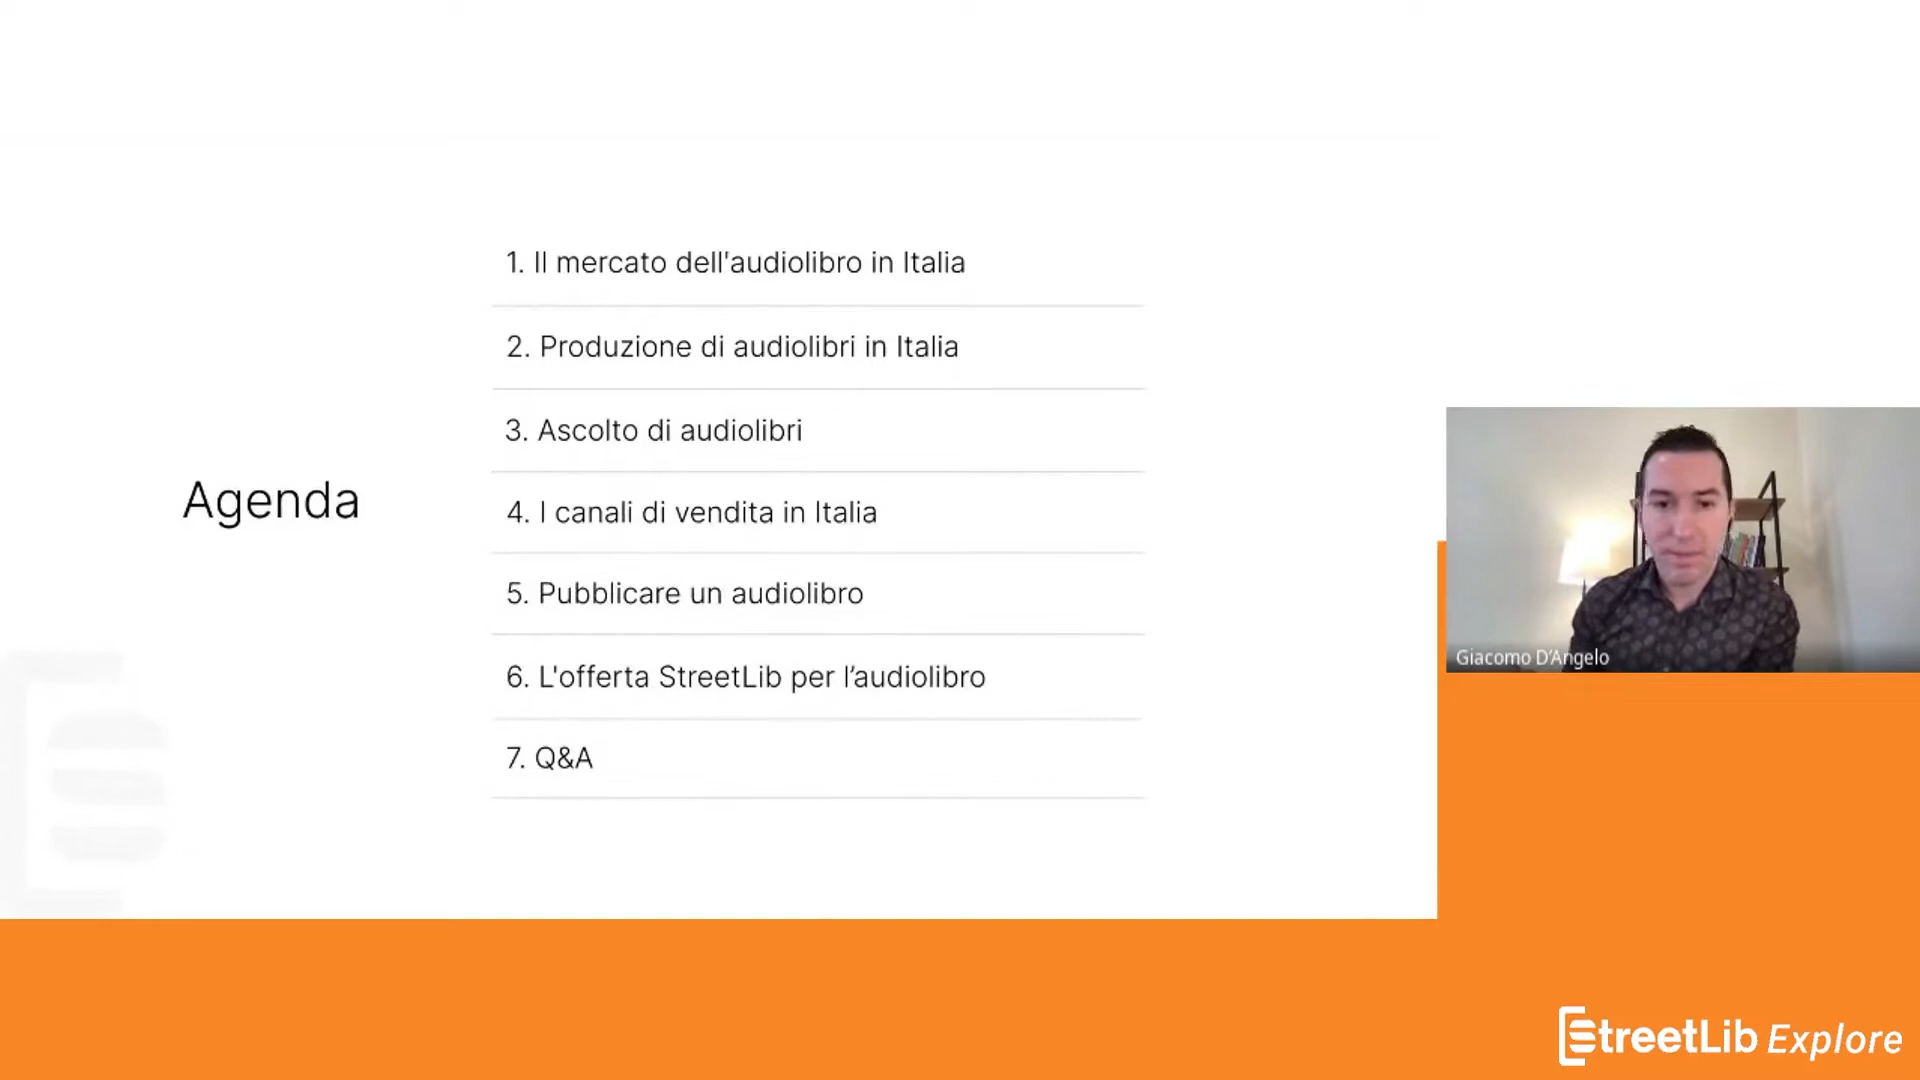 Agenda
1. Il mercato dell'audiolibro in Italia
2. Produzione di audiolibri in Italia
3. Ascolto di audiolibri
4. I canali di vendita in Italia
5. Pubblicare un audiolibro
6. L'offerta StreetLib per l’audiolibro
7. Q&A
Giacomo D’Angelo
StreetLib Explore